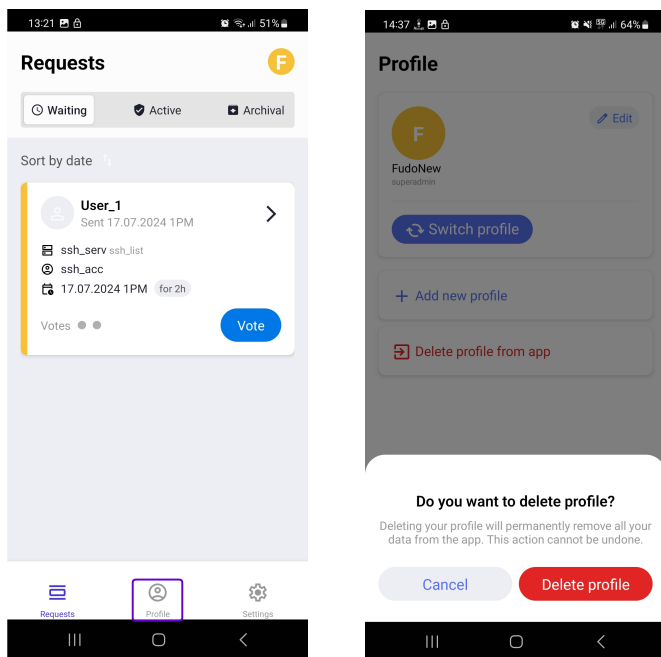 13:21 51%
Requests
F
Waiting Active Archival
Sort by date
User_1
Sent 17.07.2024 1PM
ssh_serv ssh_list
ssh_acc
17.07.2024 1PM for 2h
Votes Vote
Requests Profile Settings
14:37 64%
Profile
F
Edit
FudoNew
superadmin
Switch profile
Add new profile
Delete profile from app
Do you want to delete profile?
Deleting your profile will permanently remove all your
data from the app. This action cannot be undone.
Cancel Delete profile